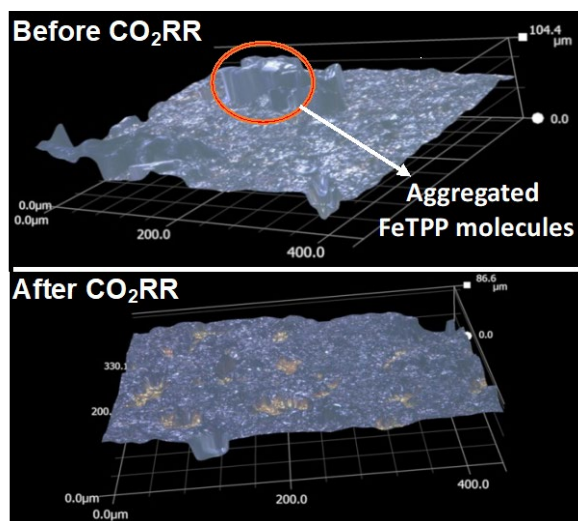 Before CO₂RR
104.4
µm
0.0
Aggregated
FeTPP molecules
0.0µm
0.0µm
200.0
400.0
After CO₂RR
86.6
µm
0.0
330.1
200.
0.0µm
0.0µm
200.0
400.0